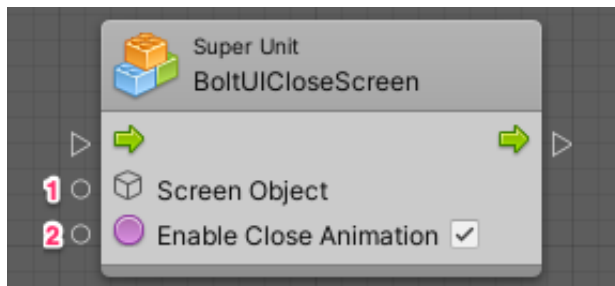 Super Unit
BoltUICloseScreen
1 Screen Object
2 Enable Close Animation